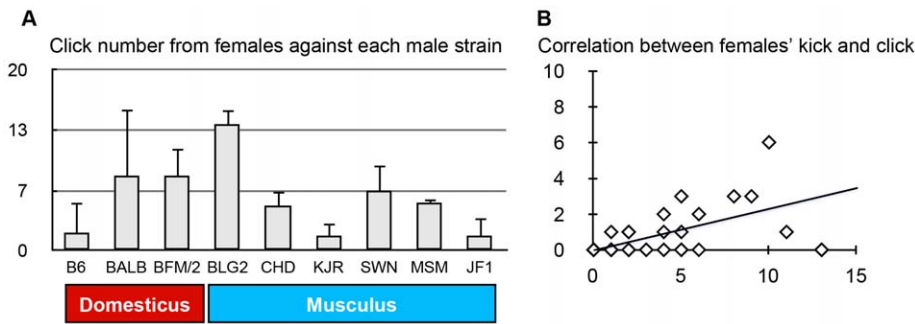 A
Click number from females against each male strain
20
13
7
0
B6 BALB BFM/2 BLG2 CHD KJR SWN MSM JF1
Domesticus Musculus
B
Correlation between females’ kick and click
10
8
6
4
2
0
0 5 10 15